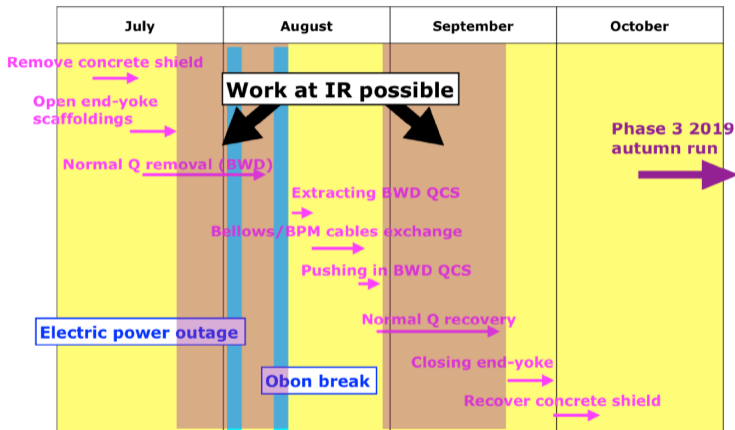 July August September October
Remove concrete shield
Work at IR possible
Open end-yoke
scaffoldings
Phase 3 2019
autumn run
Normal Q removal (BWD)
Extracting BWD QCS
Bellows/BPM cables exchange
Pushing in BWD QCS
Normal Q recovery
Electric power outage
Closing end-yoke
Obon break
Recover concrete shield